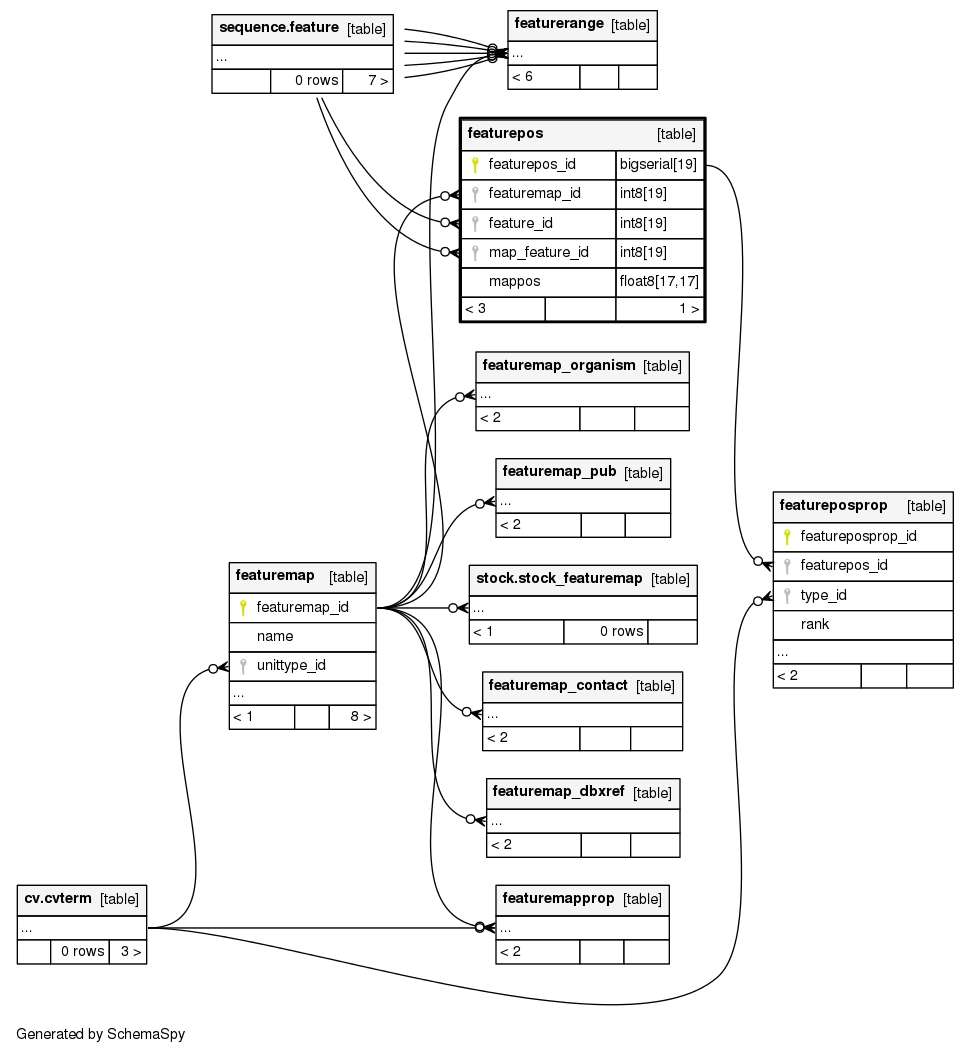 sequence.feature [table]
...
0 rows 7 >
featurerange [table]
...
< 6
featurepos [table]
featurepos_id bigserial[19]
featuremap_id int8[19]
feature_id int8[19]
map_feature_id int8[19]
mappos float8[17,17]
< 3 1 >
featuremap_organism [table]
...
< 2
featuremap_pub [table]
...
< 2
featureposprop [table]
featureposprop_id
featurepos_id
type_id
rank
...
< 2
featuremap [table]
featuremap_id
name
unittype_id
...
< 1 8 >
stock.stock_featuremap [table]
...
< 1 0 rows
featuremap_contact [table]
...
< 2
featuremap_dbxref [table]
...
< 2
cv.cvterm [table]
...
0 rows 3 >
featuremapprop [table]
...
< 2
Generated by SchemaSpy